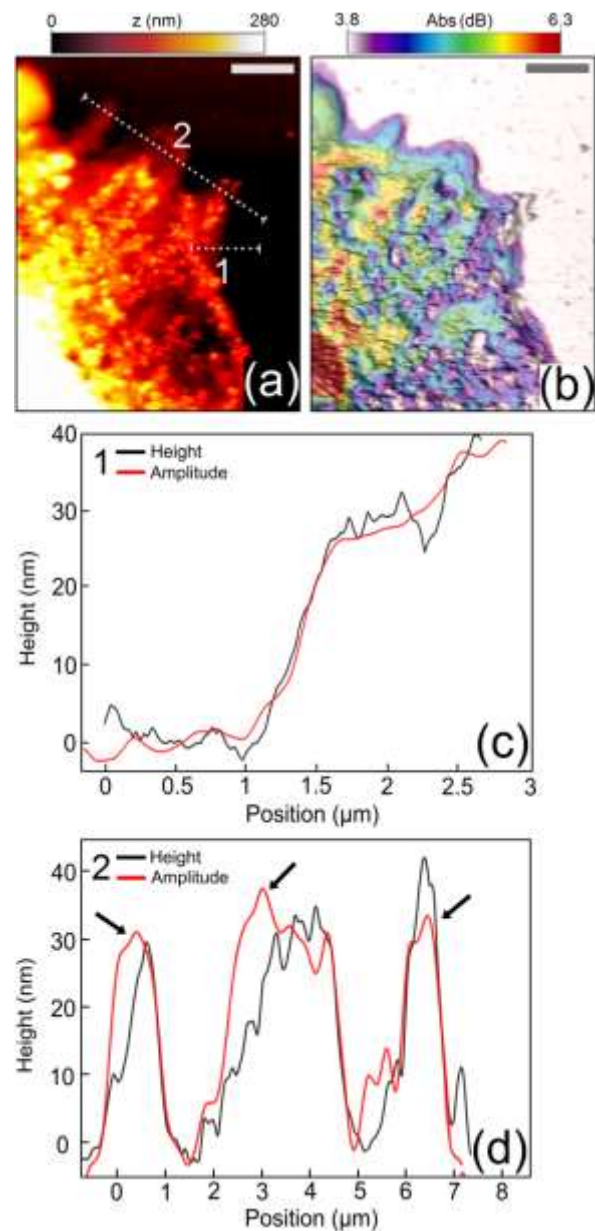 0 z (nm) 280
3.8 Abs (dB) 6.3
2
1
(a)
(b)
40
30
20
10
0
Height (nm)
1
Height
Amplitude
(c)
0 0.5 1 1.5 2 2.5 3
Position (µm)
40
30
20
10
0
Height (nm)
2
Height
Amplitude
(d)
0 1 2 3 4 5 6 7 8
Position (µm)